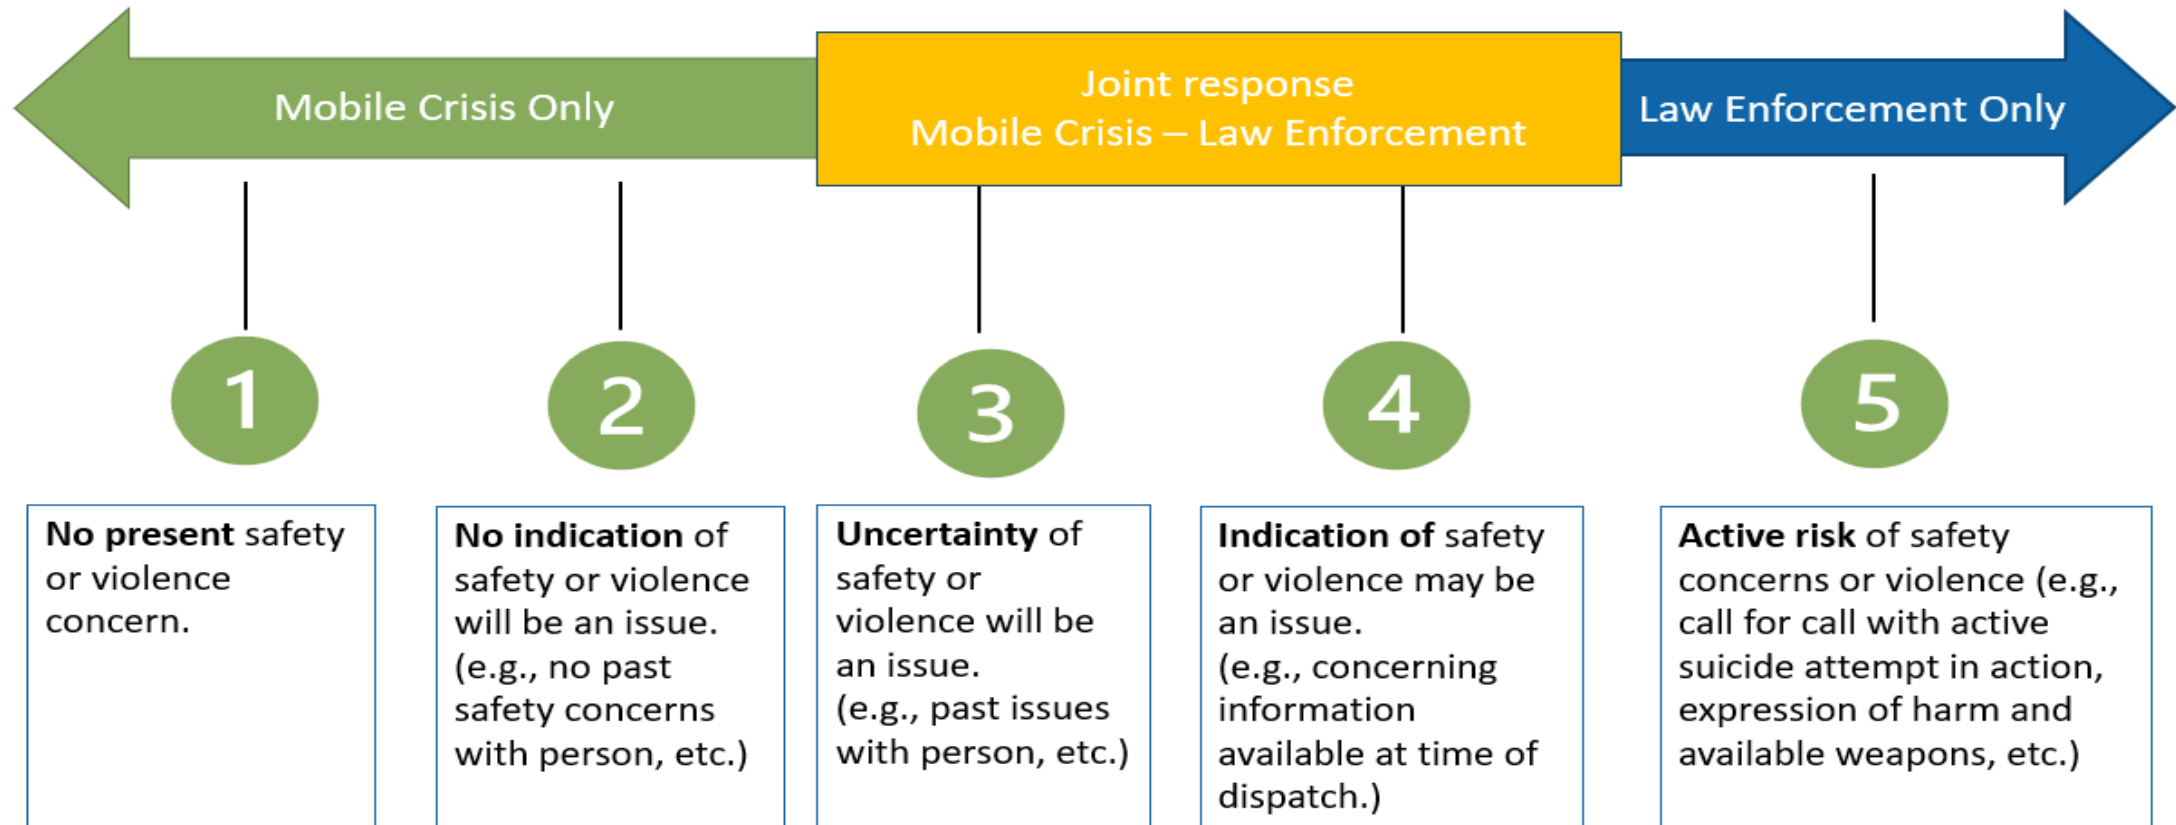 Mobile Crisis Only
Joint response
Mobile Crisis – Law Enforcement
Law Enforcement Only
1
2
3
4
5
No present safety
or violence
concern.
No indication of
safety or violence
will be an issue.
(e.g., no past
safety concerns
with person, etc.)
Uncertainty of
safety or
violence will be
an issue.
(e.g., past issues
with person, etc.)
Indication of safety
or violence may be
an issue.
(e.g., concerning
information
available at time of
dispatch.)
Active risk of safety
concerns or violence (e.g.,
call for call with active
suicide attempt in action,
expression of harm and
available weapons, etc.)